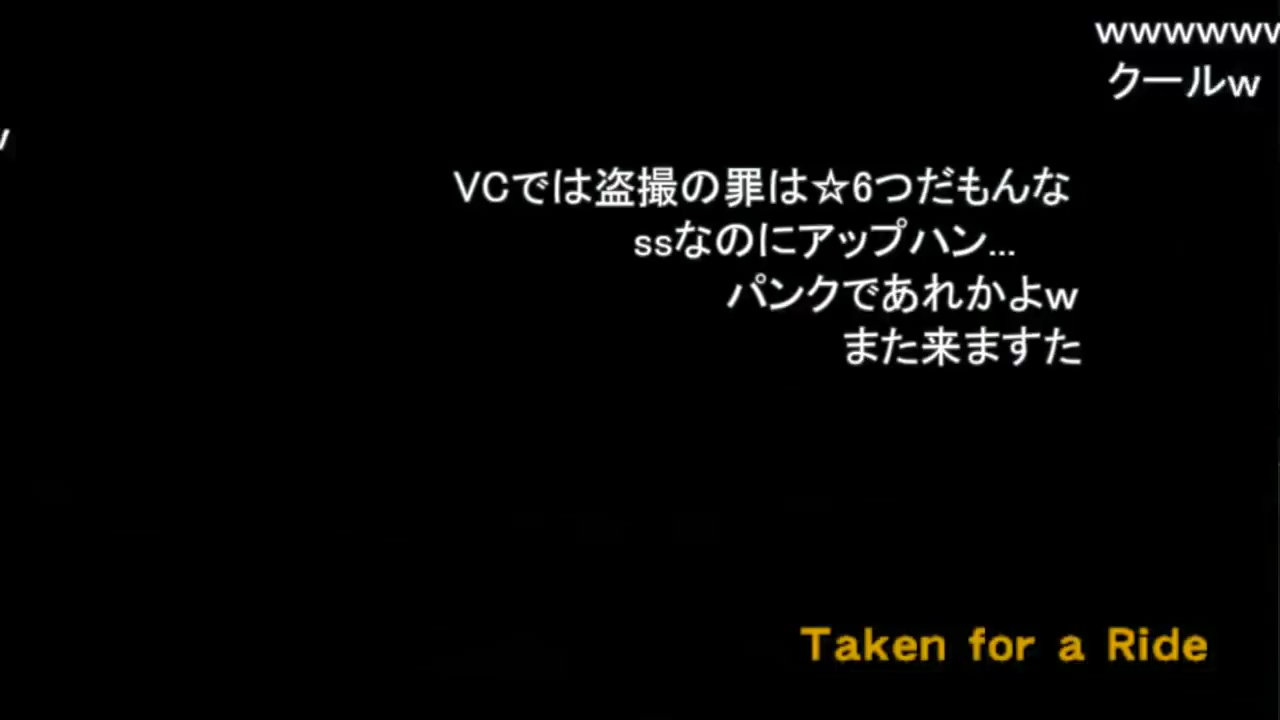 wwwwww
クールw
VCでは盗撮の罪は☆6つだもんな
ssなのにアップハン...
パンクであれかよw
また来ますた
Taken for a Ride